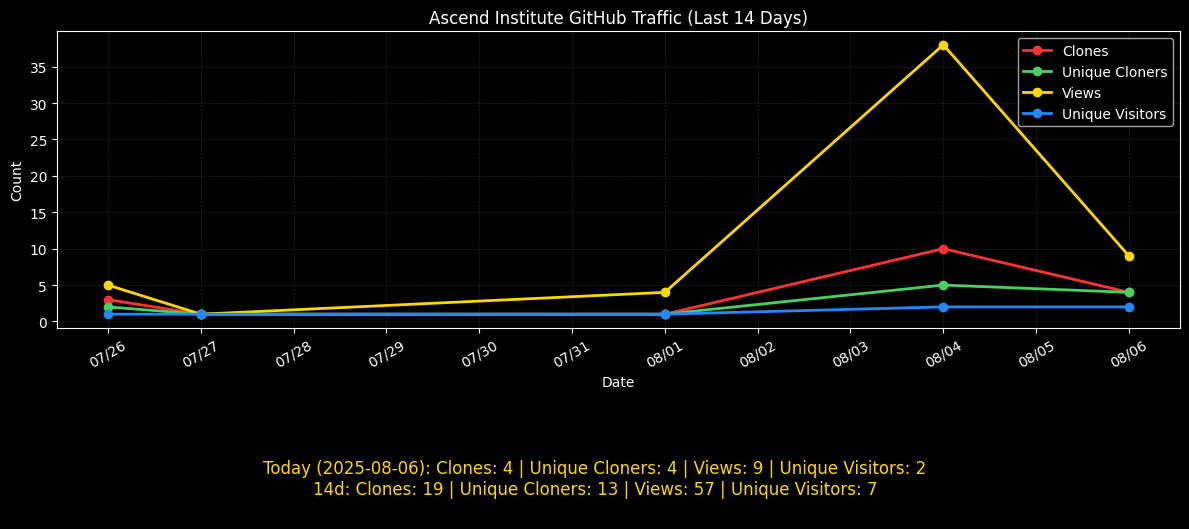 Ascend Institute GitHub Traffic (Last 14 Days)
Clones
Unique Cloners
Views
Unique Visitors
Count
35
30
25
20
15
10
5
0
07/26
07/27
07/28
07/29
07/30
07/31
08/01
08/02
08/03
08/04
08/05
08/06
Date
Today (2025-08-06): Clones: 4 | Unique Cloners: 4 | Views: 9 | Unique Visitors: 2
14d: Clones: 19 | Unique Cloners: 13 | Views: 57 | Unique Visitors: 7